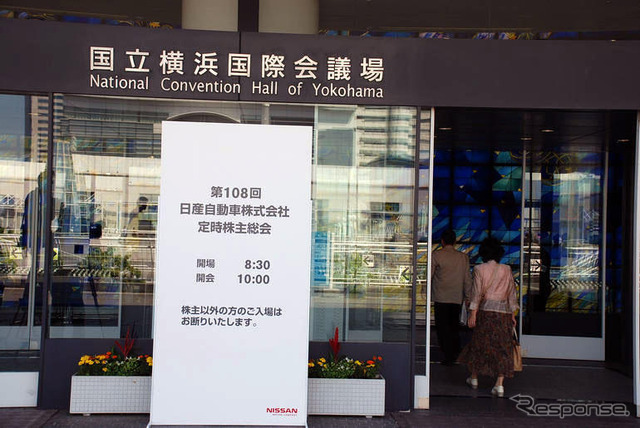 国立横浜国際会議場
National Convention Hall of Yokohama
第108回
日産自動車株式会社
定時株主総会
開場 8:30
開会 10:00
株主以外の方のご入場は
お断りいたします。
NISSAN
Response.